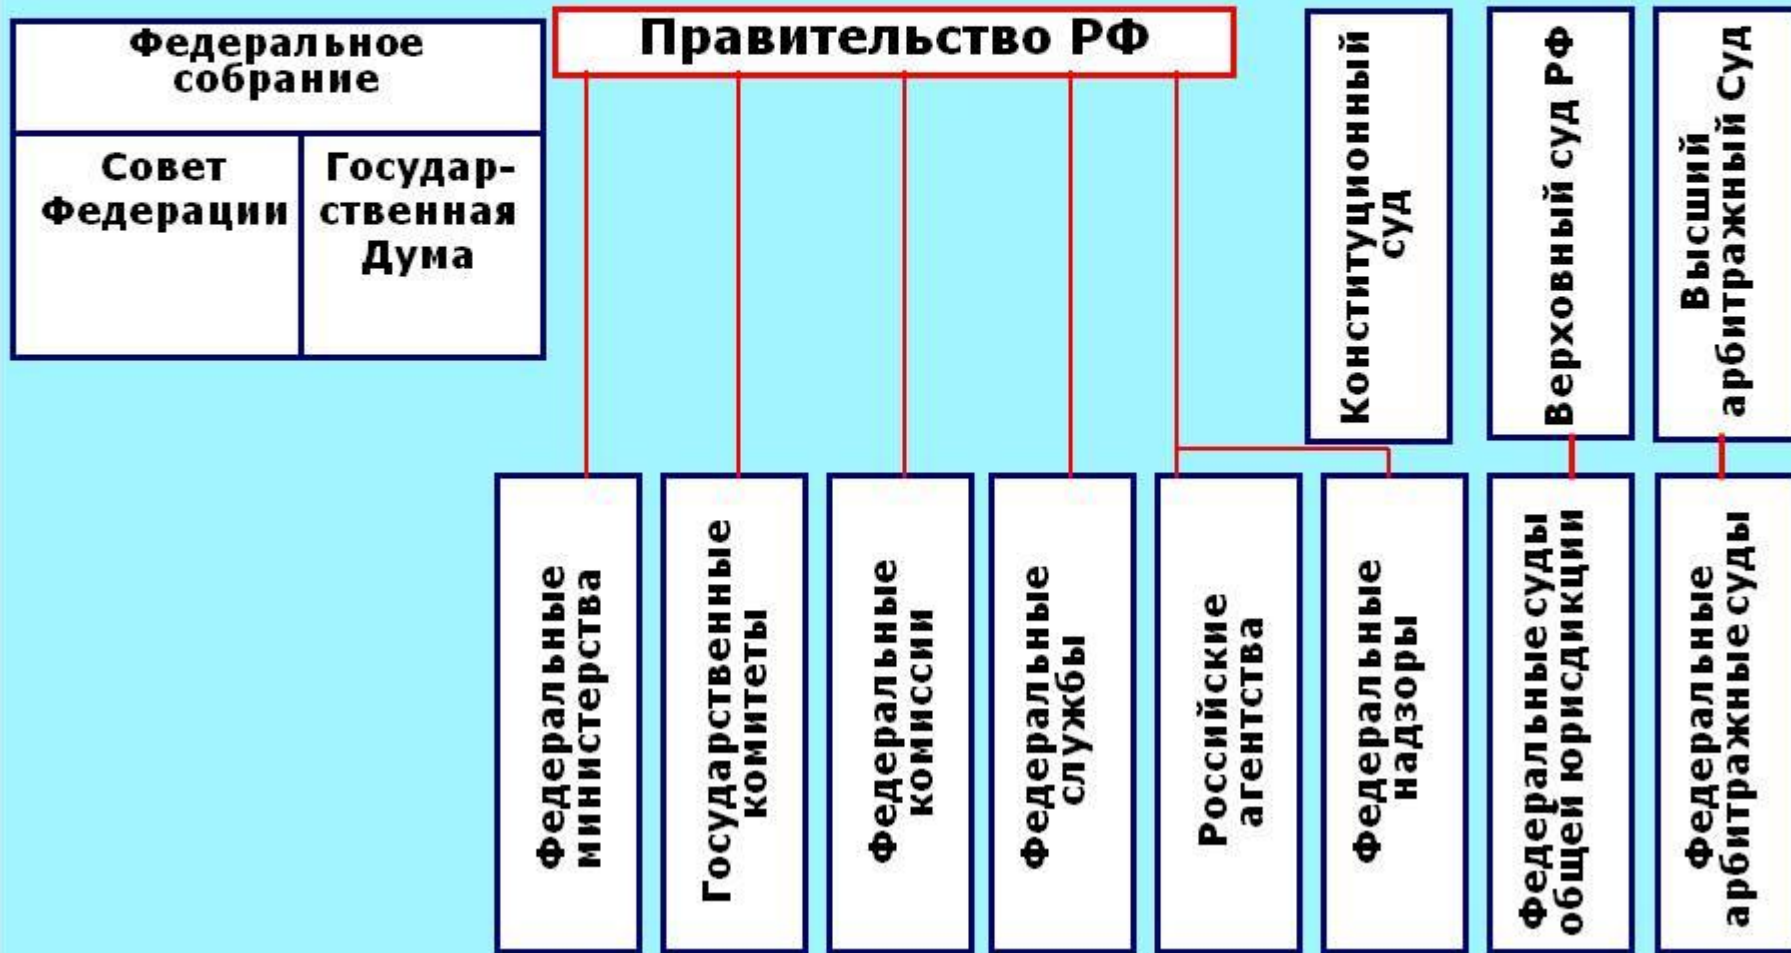 Федеральное
собрание
Совет
Федерации
Государ-
ственная
Дума
Правительство РФ
Конституционный
суд
Верховный суд РФ
Высший
арбитражный Суд
Федеральные
министерства
Государственные
комитеты
Федеральные
комиссии
Федеральные
службы
Российские
агентства
Федеральные
надзоры
Федеральные суды
общей юрисдикции
Федеральные
арбитражные суды